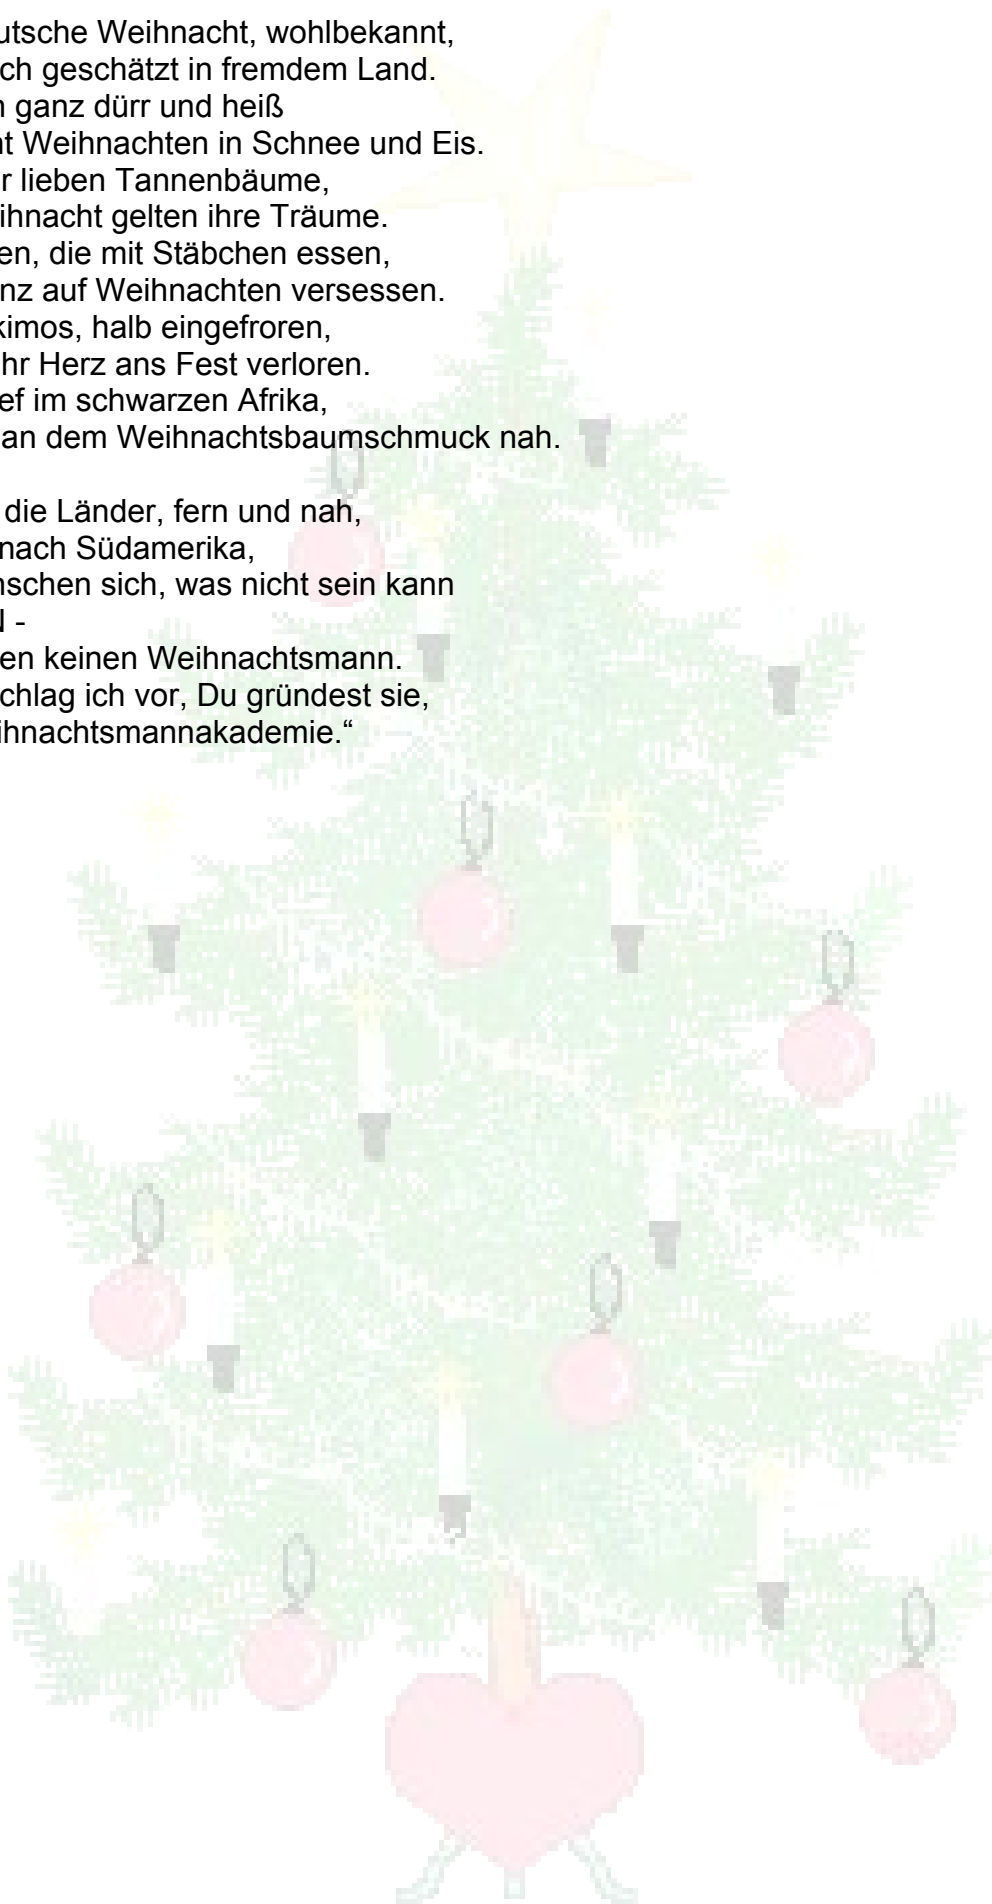 utsche Weihnacht, wohlbekannt,
ch geschätzt in fremdem Land.
n ganz dürr und heiß
nt Weihnachten in Schnee und Eis.
r lieben Tannenbäume,
eihnacht gelten ihre Träume.
en, die mit Stäbchen essen,
nz auf Weihnachten versessen.
kimos, halb eingefroren,
hr Herz ans Fest verloren.
ef im schwarzen Afrika,
an dem Weihnachtsbaumschmuck nah.
die Länder, fern und nah,
nach Südamerika,
nschen sich, was nicht sein kann
N -
en keinen Weihnachtsmann.
chlag ich vor, Du gründest sie,
ihnachtsmannakademie.“